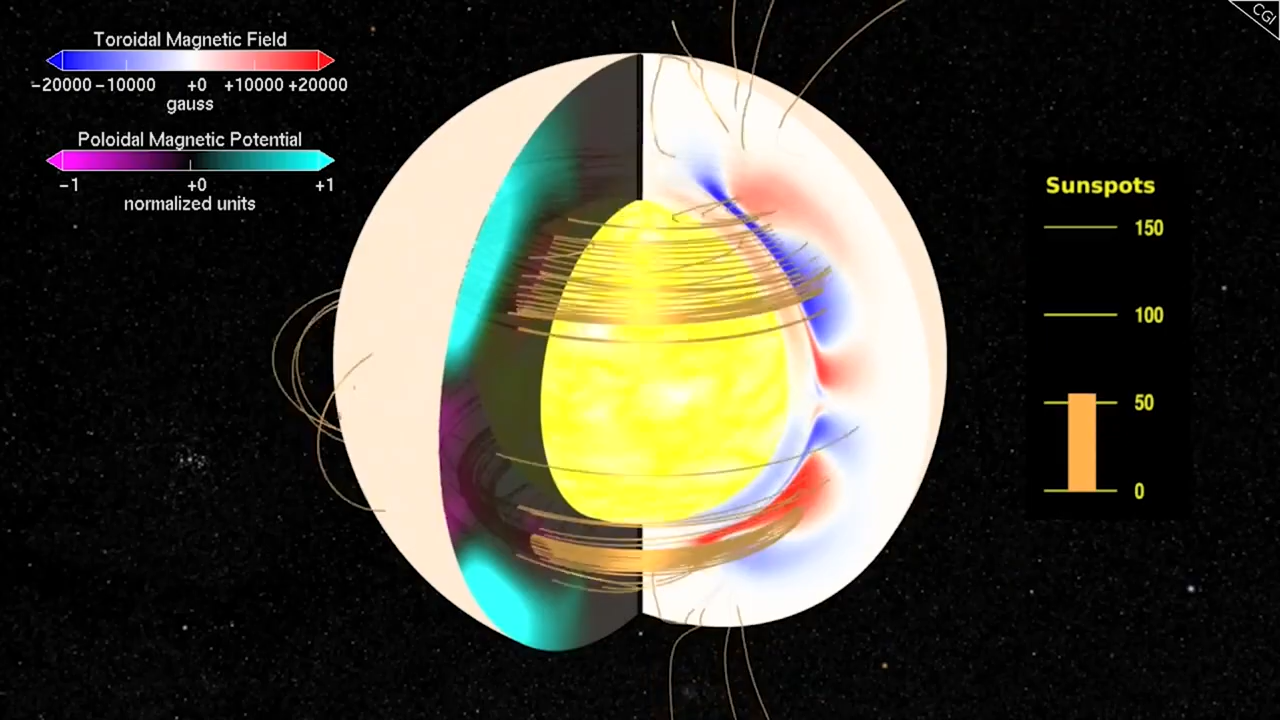 Toroidal Magnetic Field
−20000 −10000 +0 +10000 +20000
gauss
Poloidal Magnetic Potential
−1 +0 +1
normalized units
CGI
Sunspots
150
100
50
0